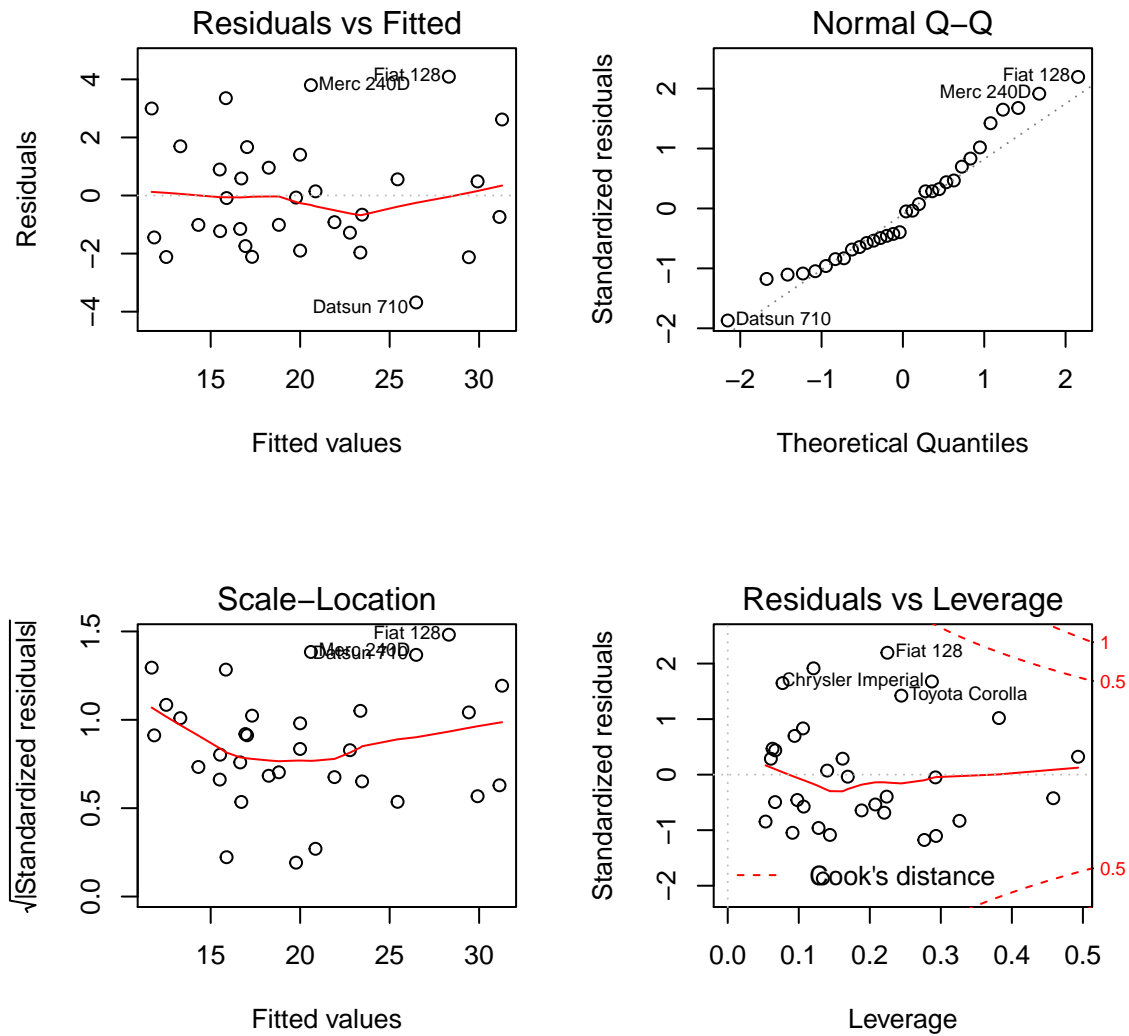 Residuals vs Fitted
Residuals
4
2
0
−2
−4
Fiat 128
Merc 240D
Datsun 710
15 20 25 30
Fitted values
Normal Q−Q
Standardized residuals
2
1
0
−1
−2
Fiat 128
Merc 240D
Datsun 710
−2 −1 0 1 2
Theoretical Quantiles
Scale−Location
√|Standardized residuals|
1.5
1.0
0.5
0.0
Fiat 128
Merc 240D
Datsun 710
15 20 25 30
Fitted values
Residuals vs Leverage
Standardized residuals
2
1
0
−1
−2
Fiat 128
Chrysler Imperial
Toyota Corolla
Cook's distance
1
0.5
0.5
0.0 0.1 0.2 0.3 0.4 0.5
Leverage